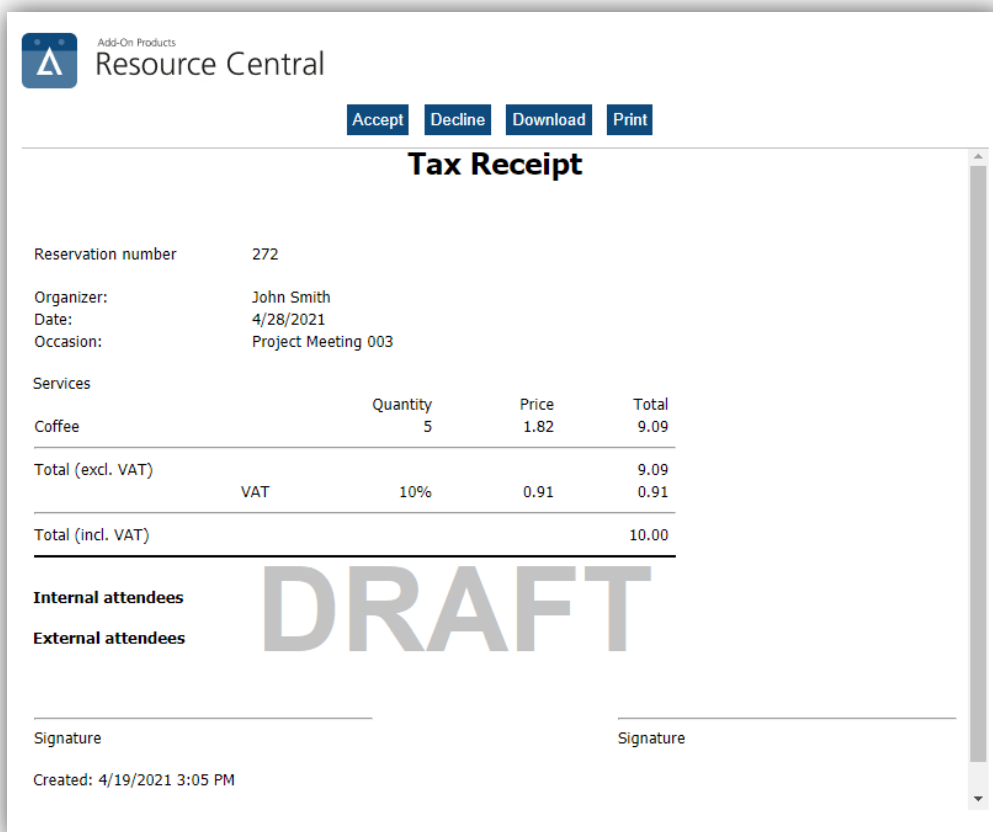 Add-On Products
Resource Central
Accept Decline Download Print
Tax Receipt
Reservation number 272
Organizer: John Smith
Date: 4/28/2021
Occasion: Project Meeting 003
Services
Quantity Price Total
Coffee 5 1.82 9.09
Total (excl. VAT) 9.09
VAT 10% 0.91 0.91
Total (incl. VAT) 10.00
DRAFT
Internal attendees
External attendees
Signature Signature
Created: 4/19/2021 3:05 PM